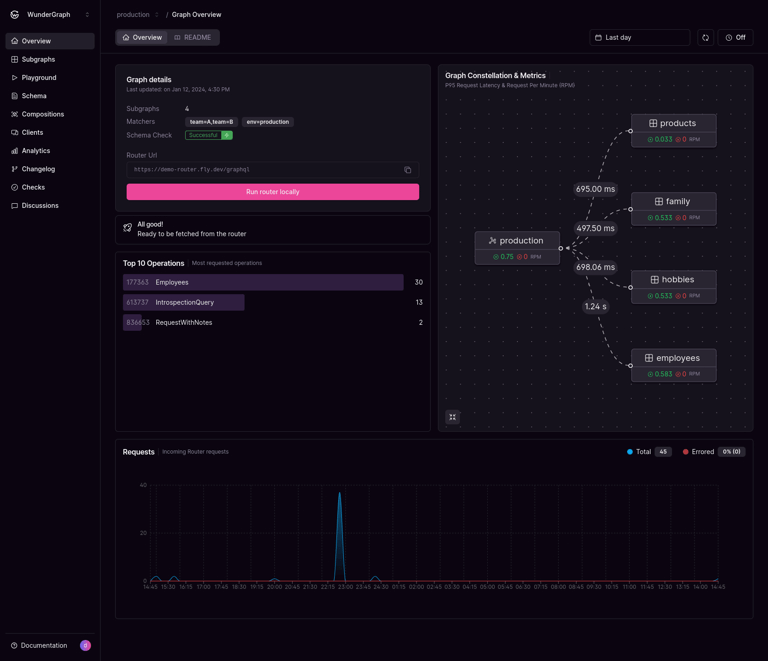 WunderGraph
production / Graph Overview
Overview
Subgraphs
Playground
Schema
Compositions
Clients
Analytics
Changelog
Checks
Discussions
Documentation
d
Overview
README
Last day
Off
Graph details
Last updated: on Jan 12, 2024, 4:30 PM
Subgraphs 4
Matchers team=A,team=B env=production
Schema Check Successful
Router Url
https://demo-router.fly.dev/graphql
Run router locally
All good!
Ready to be fetched from the router
Top 10 Operations Most requested operations
177363 Employees 30
613737 IntrospectionQuery 13
836653 RequestWithNotes 2
Graph Constellation & Metrics
P95 Request Latency & Request Per Minute (RPM)
products
0.033 0 RPM
695.00 ms
family
0.533 0 RPM
497.50 ms
production
0.75 0 RPM
698.06 ms
hobbies
0.533 0 RPM
1.24 s
employees
0.583 0 RPM
Requests Incoming Router requests
Total 45 Errored 0% (0)
40
20
0
14:45 15:30 16:15 17:00 17:45 18:30 19:15 20:00 20:45 21:30 22:15 23:00 23:45 24:30 01:15 02:00 02:45 03:30 04:15 05:00 05:45 06:30 07:15 08:00 08:45 09:30 10:15 11:00 11:45 12:30 13:15 14:00 14:45